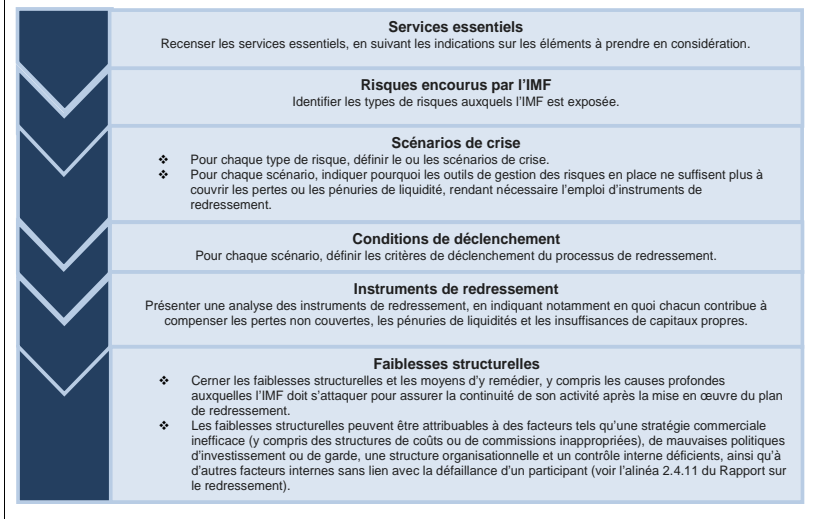 Services essentiels
Recenser les services essentiels, en suivant les indications sur les éléments à prendre en considération.
Risques encourus par l'IMF
Identifier les types de risques auxquels l'IMF est exposée.
Scénarios de crise
❖ Pour chaque type de risque, définir le ou les scénarios de crise.
❖ Pour chaque scénario, indiquer pourquoi les outils de gestion des risques en place ne suffisent plus à
couvrir les pertes ou les pénuries de liquidité, rendant nécessaire l'emploi d'instruments de
redressement.
Conditions de déclenchement
Pour chaque scénario, définir les critères de déclenchement du processus de redressement.
Instruments de redressement
Présenter une analyse des instruments de redressement, en indiquant notamment en quoi chacun contribue à
compenser les pertes non couvertes, les pénuries de liquidités et les insuffisances de capitaux propres.
Faiblesses structurelles
❖ Cerner les faiblesses structurelles et les moyens d'y remédier, y compris les causes profondes
auxquelles l'IMF doit s'attaquer pour assurer la continuité de son activité après la mise en œuvre du plan
de redressement.
❖ Les faiblesses structurelles peuvent être attribuables à des facteurs tels qu'une stratégie commerciale
inefficace (y compris des structures de coûts ou de commissions inappropriées), de mauvaises politiques
d'investissement ou de garde, une structure organisationnelle et un contrôle interne déficients, ainsi qu'à
d'autres facteurs internes sans lien avec la défaillance d'un participant (voir l'alinéa 2.4.11 du Rapport sur
le redressement).